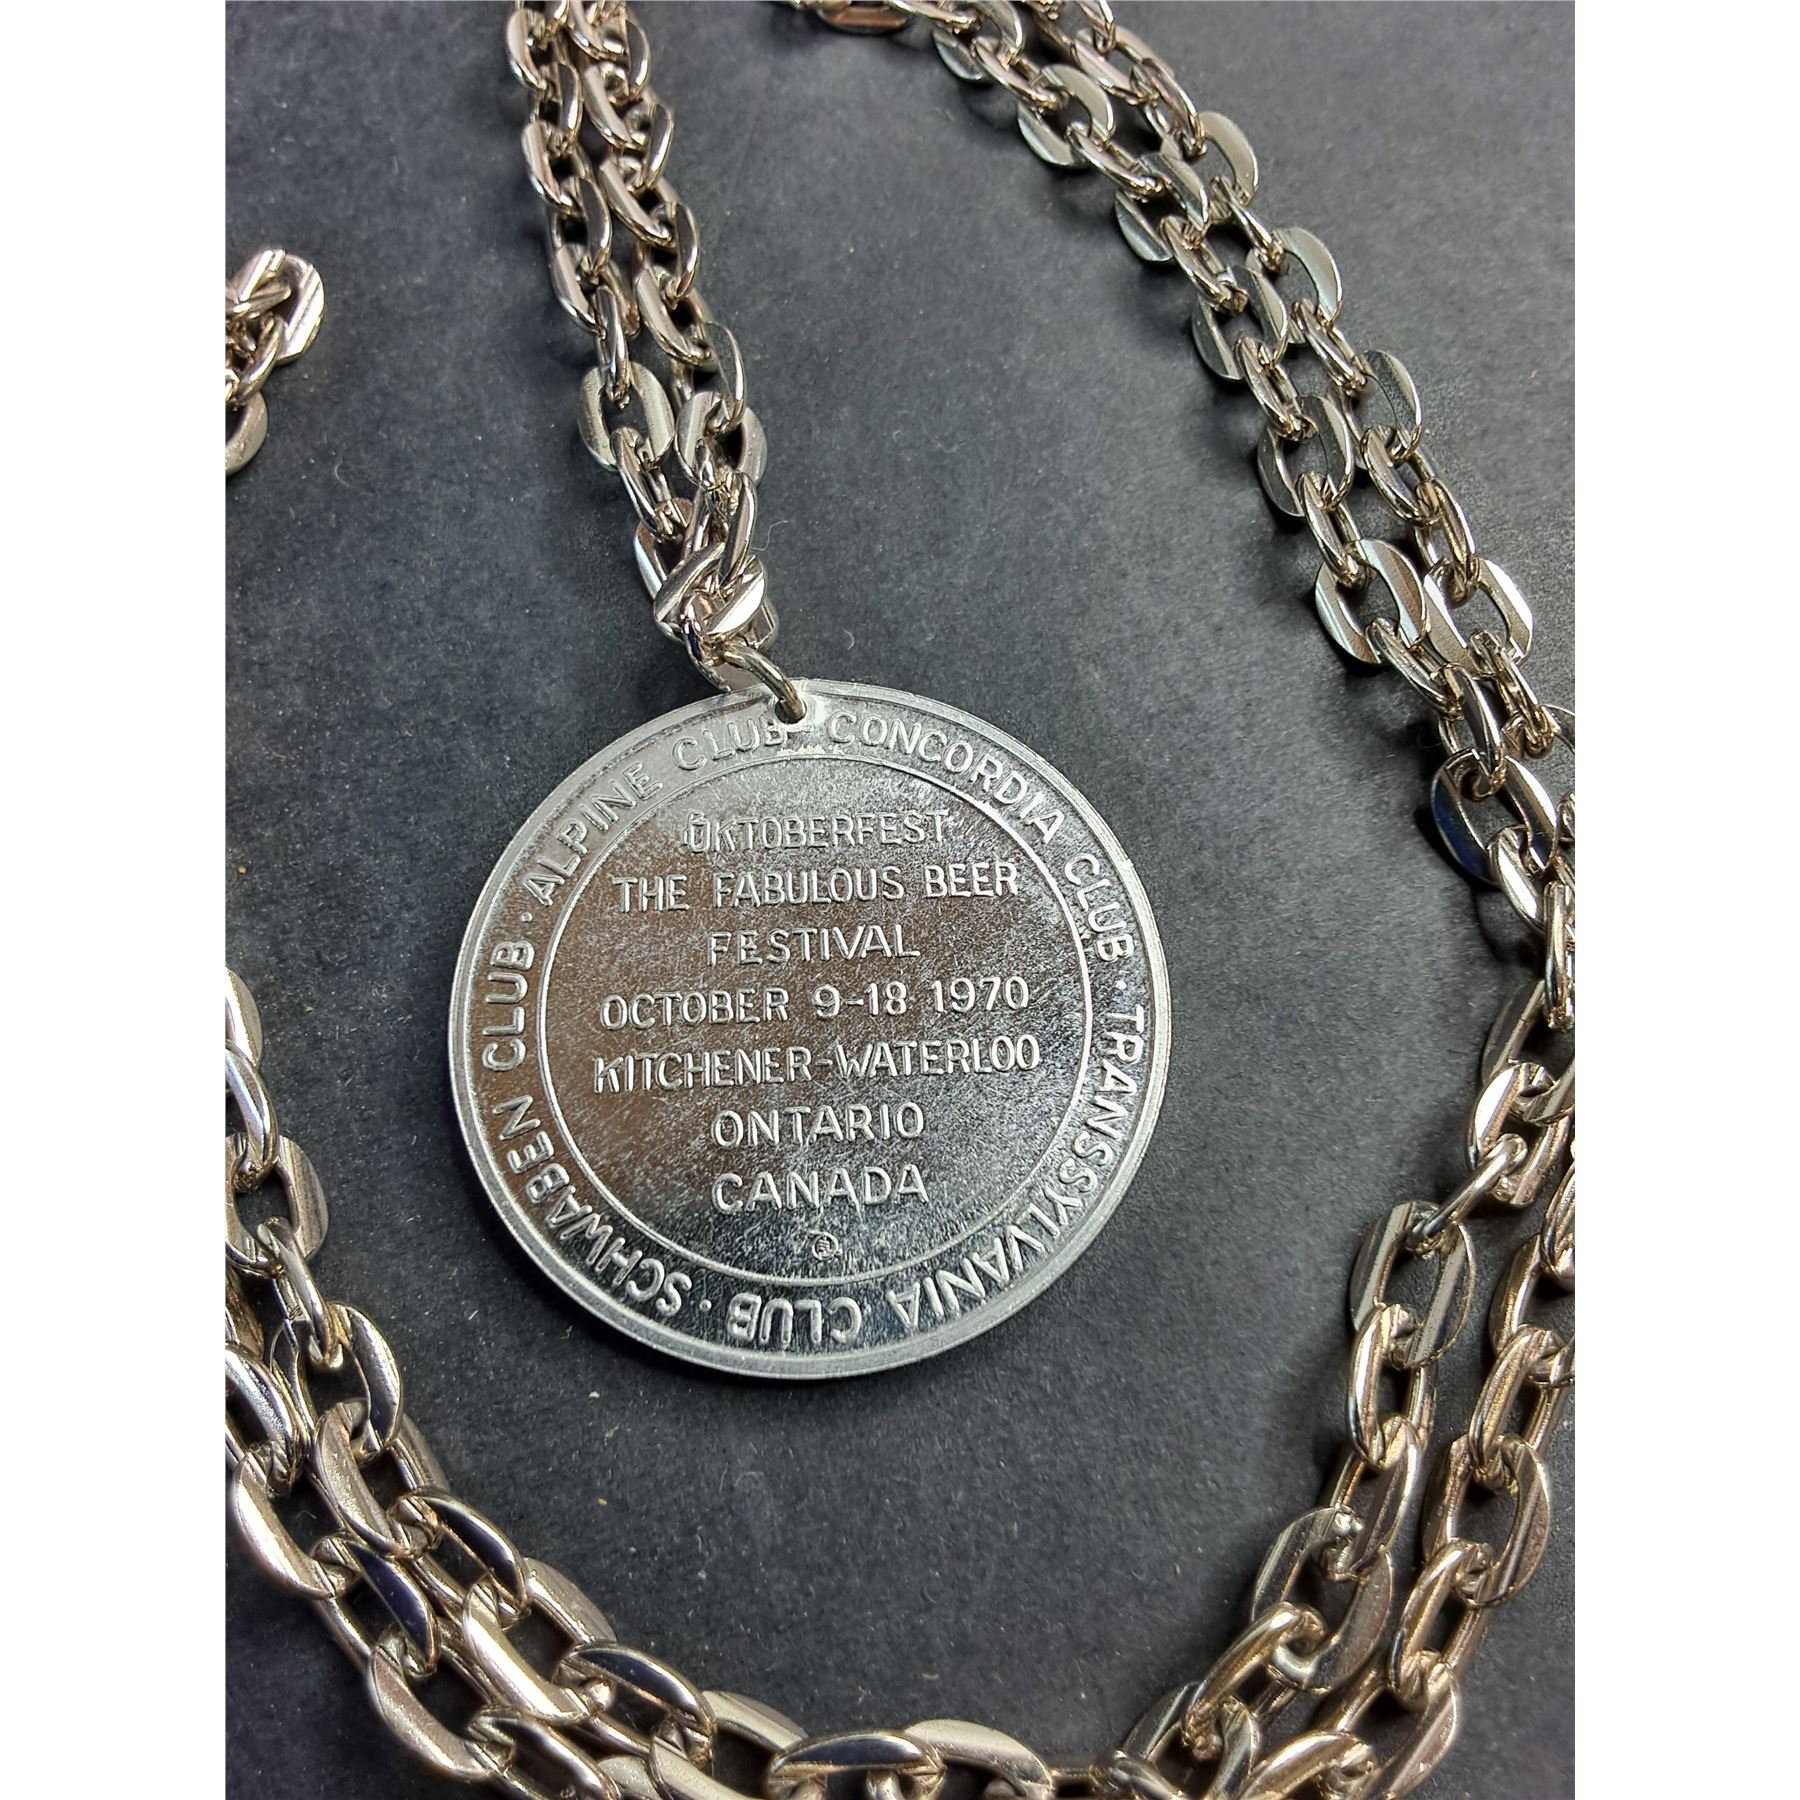 ALPINE CLUB · CONCORDIA CLUB · TRANSSYLVANIA CLUB · SCHWABEN CLUB ·
OKTOBERFEST
THE FABULOUS BEER
FESTIVAL
OCTOBER 9-18 1970
KITCHENER-WATERLOO
ONTARIO
CANADA